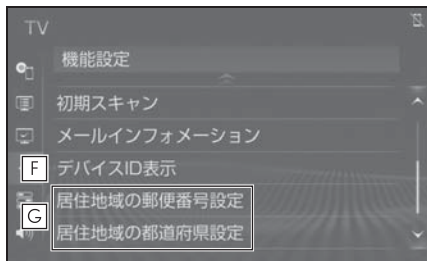 TV
機能設定
初期スキャン
メールインフォメーション
F デバイスID表示
居住地域の郵便番号設定
G
居住地域の都道府県設定